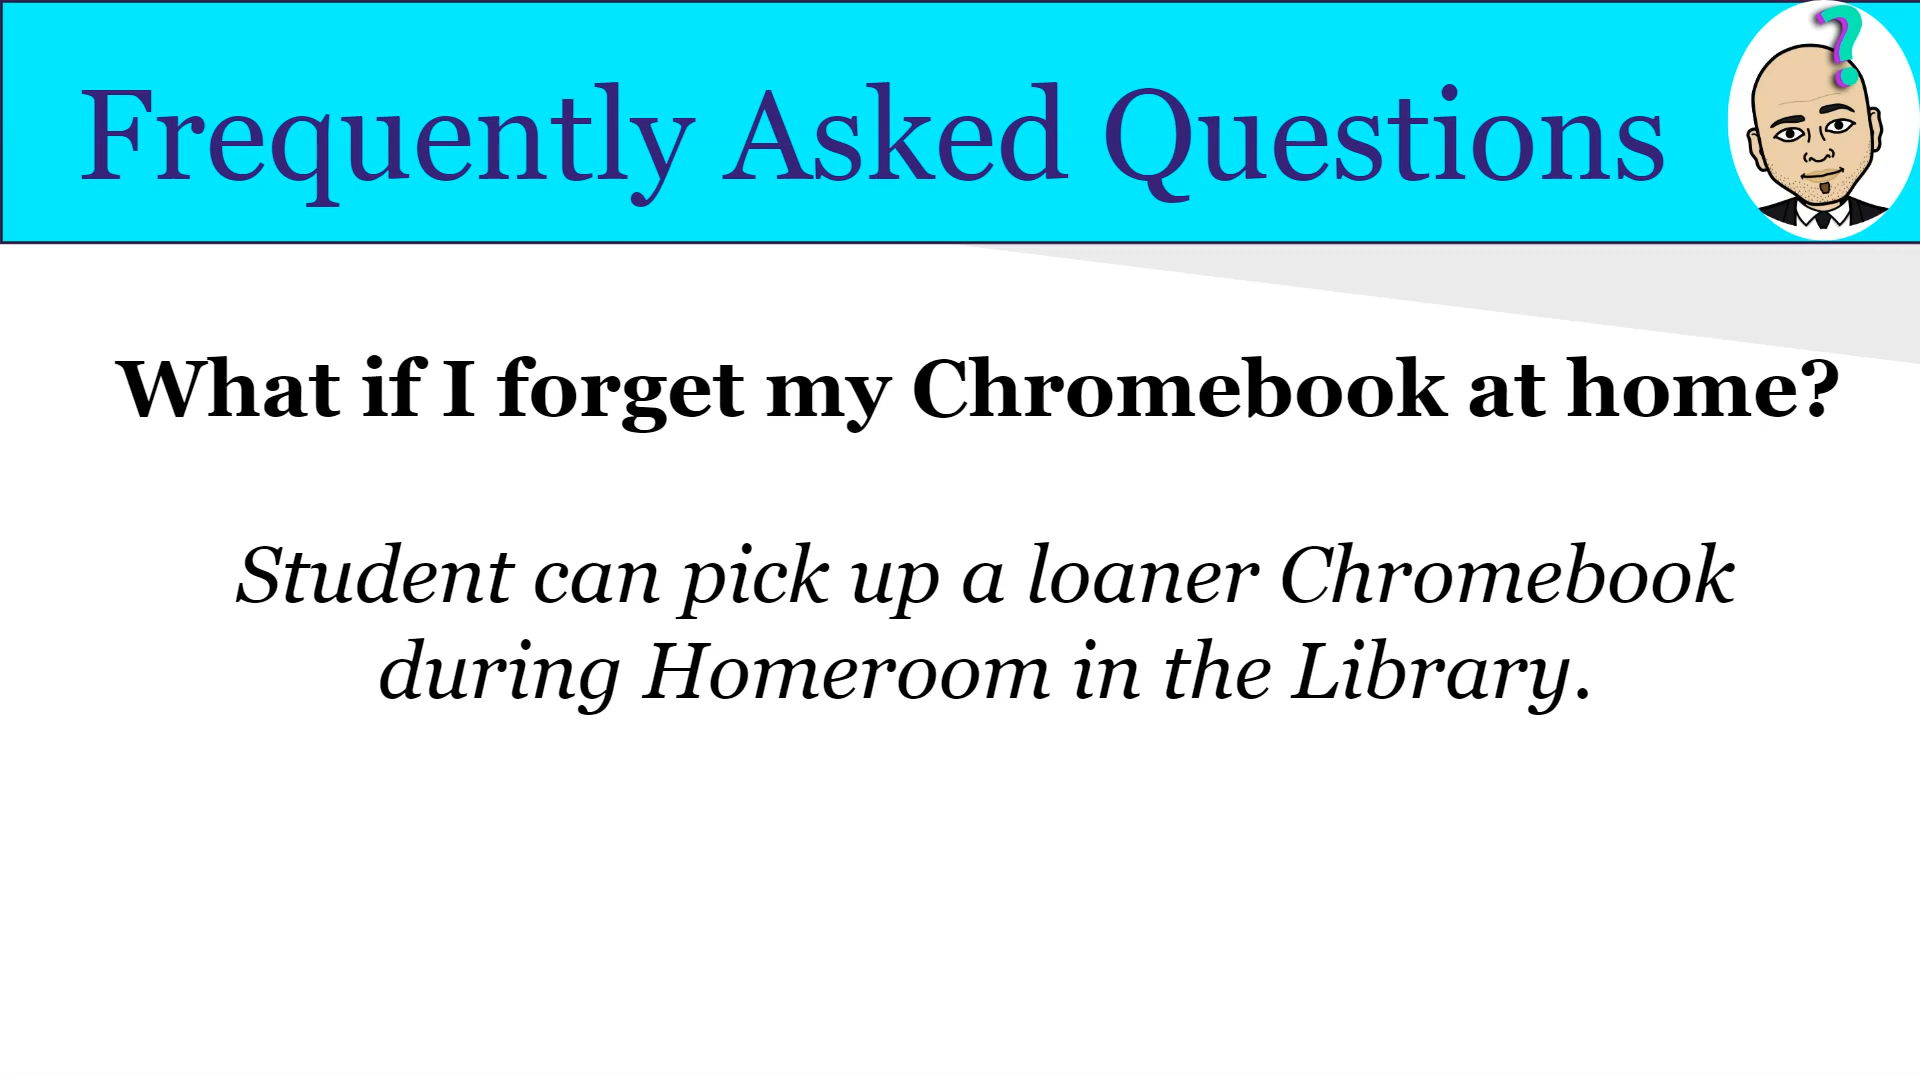 Frequently Asked Questions
?
What if I forget my Chromebook at home?
Student can pick up a loaner Chromebook
during Homeroom in the Library.